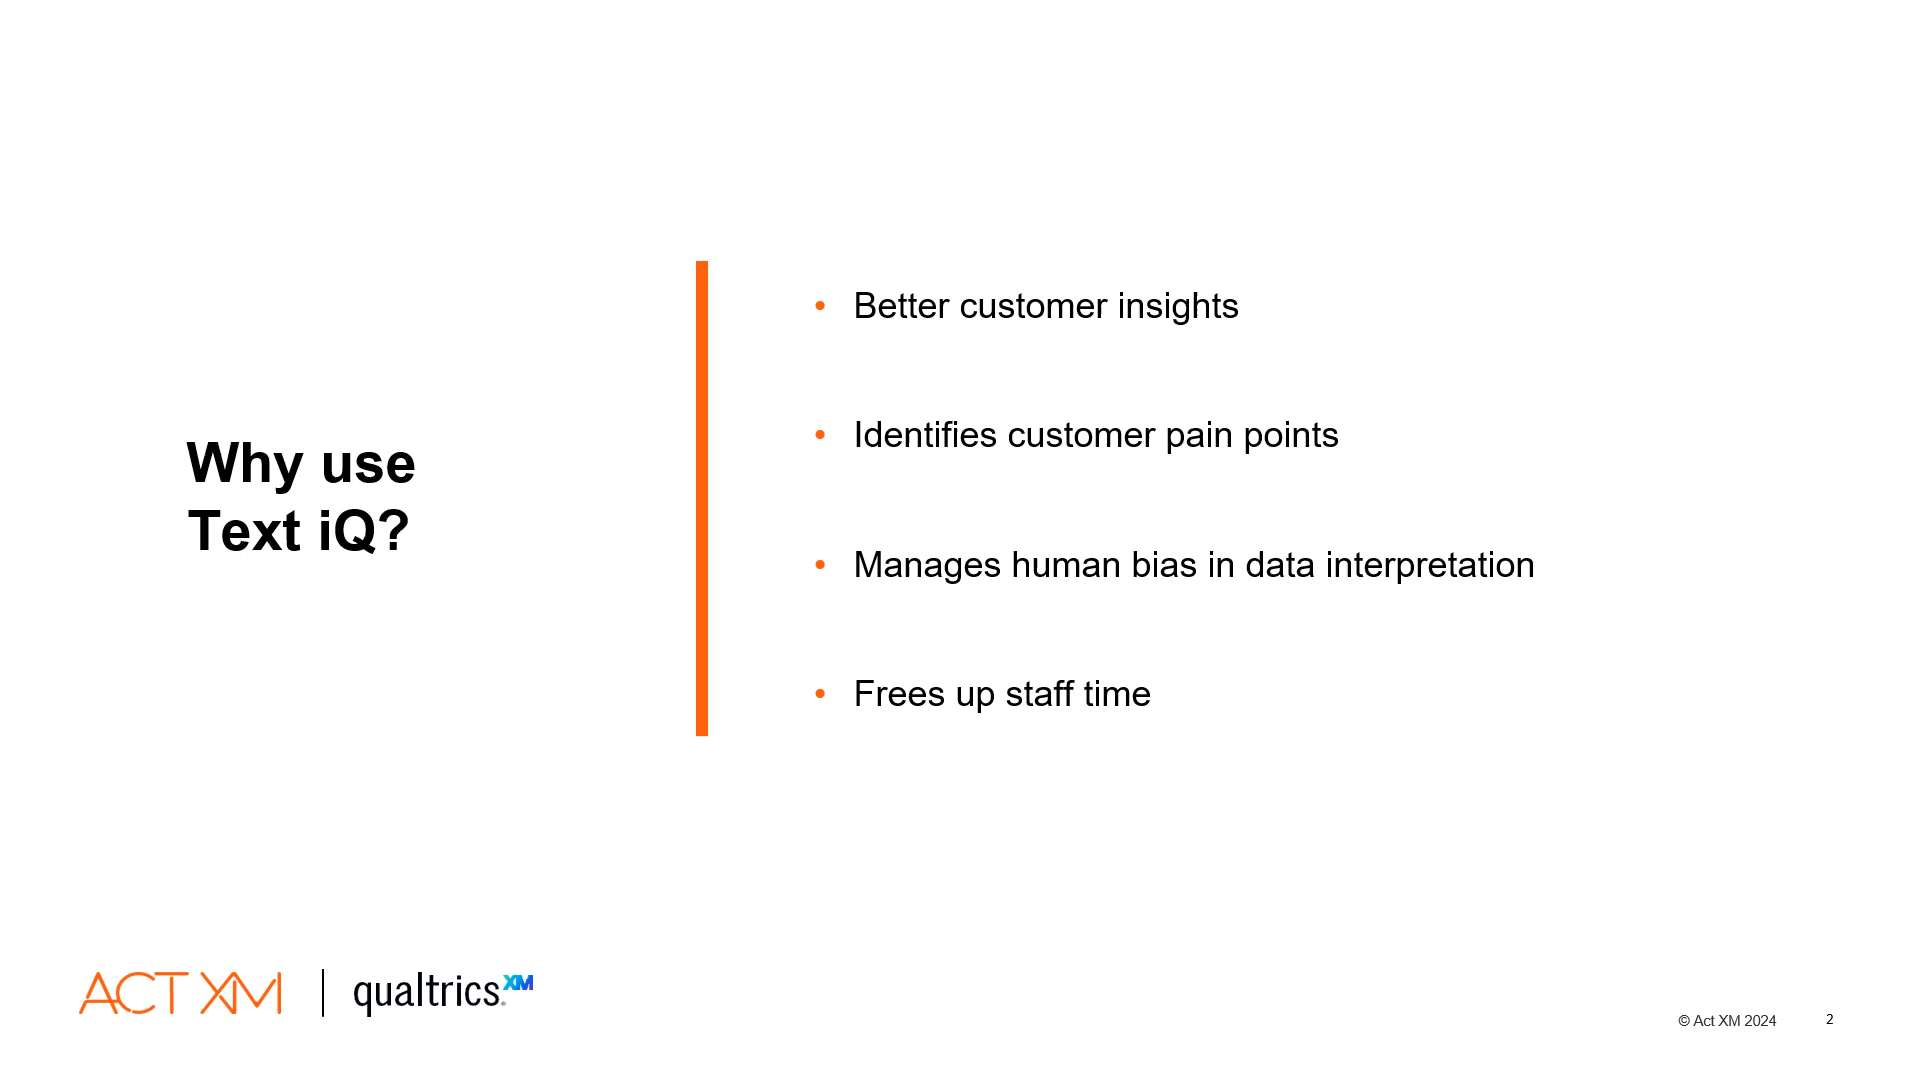 Why use
Text iQ?
• Better customer insights
• Identifies customer pain points
• Manages human bias in data interpretation
• Frees up staff time
ACT XM | qualtrics.XM
© Act XM 2024
2